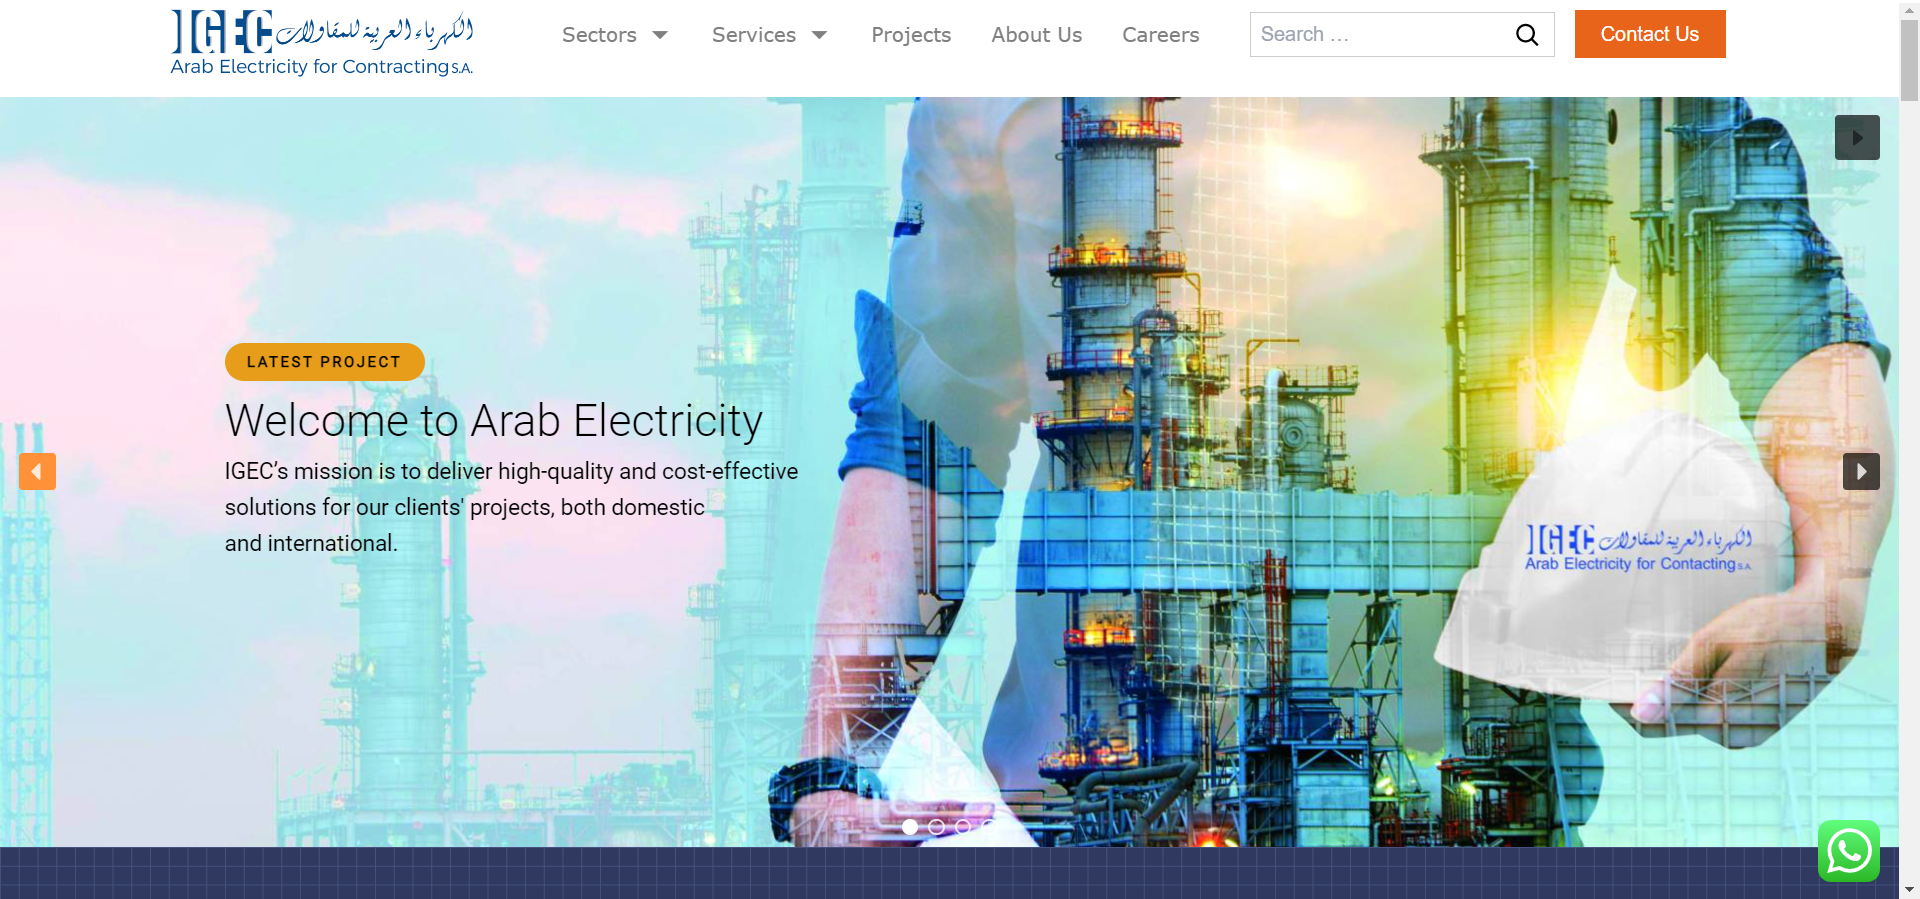 IGEC الكهرباء العربية للمقاولات
Arab Electricity for Contracting S.A.
Sectors
Services
Projects
About Us
Careers
Search ...
Contact Us
LATEST PROJECT
Welcome to Arab Electricity
IGEC’s mission is to deliver high-quality and cost-effective
solutions for our clients' projects, both domestic
and international.
IGEC الكهرباء العربية للمقاولات
Arab Electricity for Contacting S.A.